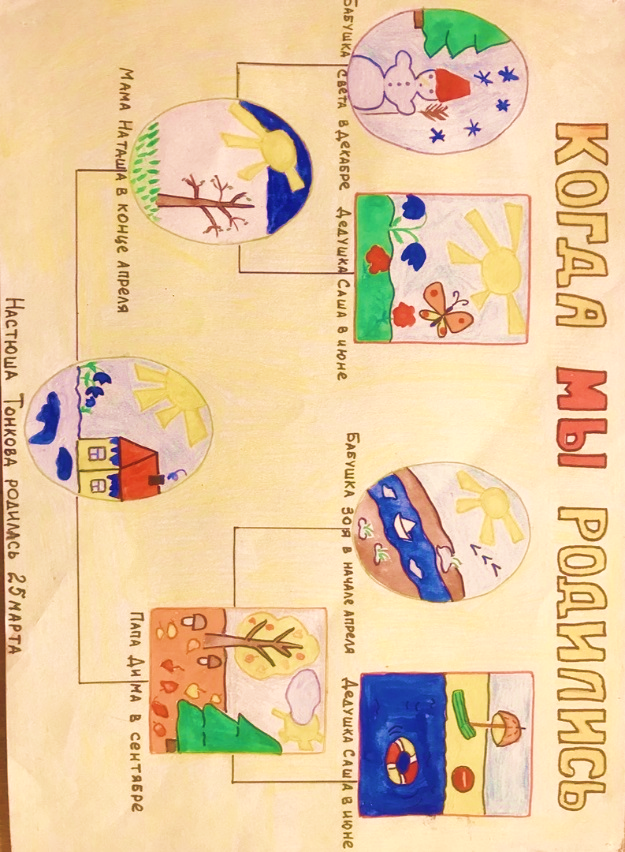 КОГДА МЫ РОДИЛИСЬ
БАБУШКА СВЕТА В ДЕКАБРЕ
ДЕДУШКА САША В ИЮНЕ
БАБУШКА ЗОЯ В НАЧАЛЕ АПРЕЛЯ
ДЕДУШКА САША В ИЮНЕ
МАМА НАТАША В КОНЦЕ АПРЕЛЯ
ПАПА ДИМА В СЕНТЯБРЕ
НАСТЮША ТОНКОВА РОДИЛАСЬ 25 МАРТА